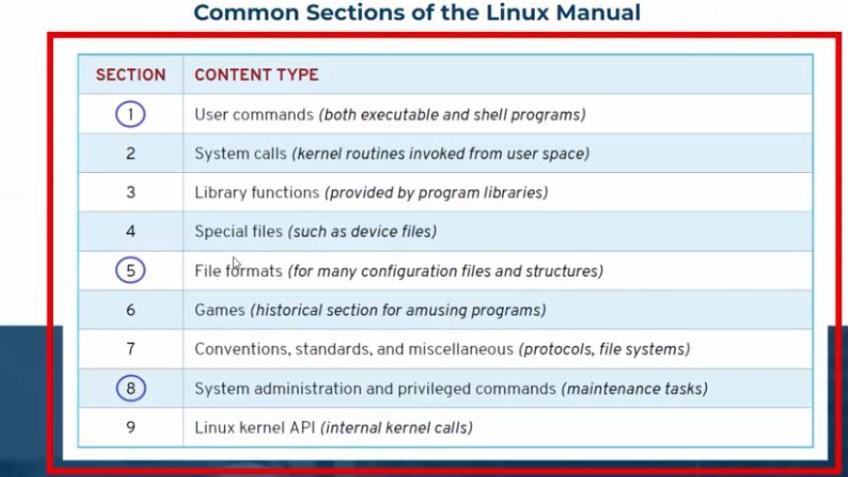 Common Sections of the Linux Manual
SECTION CONTENT TYPE
1 User commands (both executable and shell programs)
2 System calls (kernel routines invoked from user space)
3 Library functions (provided by program libraries)
4 Special files (such as device files)
5 File formats (for many configuration files and structures)
6 Games (historical section for amusing programs)
7 Conventions, standards, and miscellaneous (protocols, file systems)
8 System administration and privileged commands (maintenance tasks)
9 Linux kernel API (internal kernel calls)